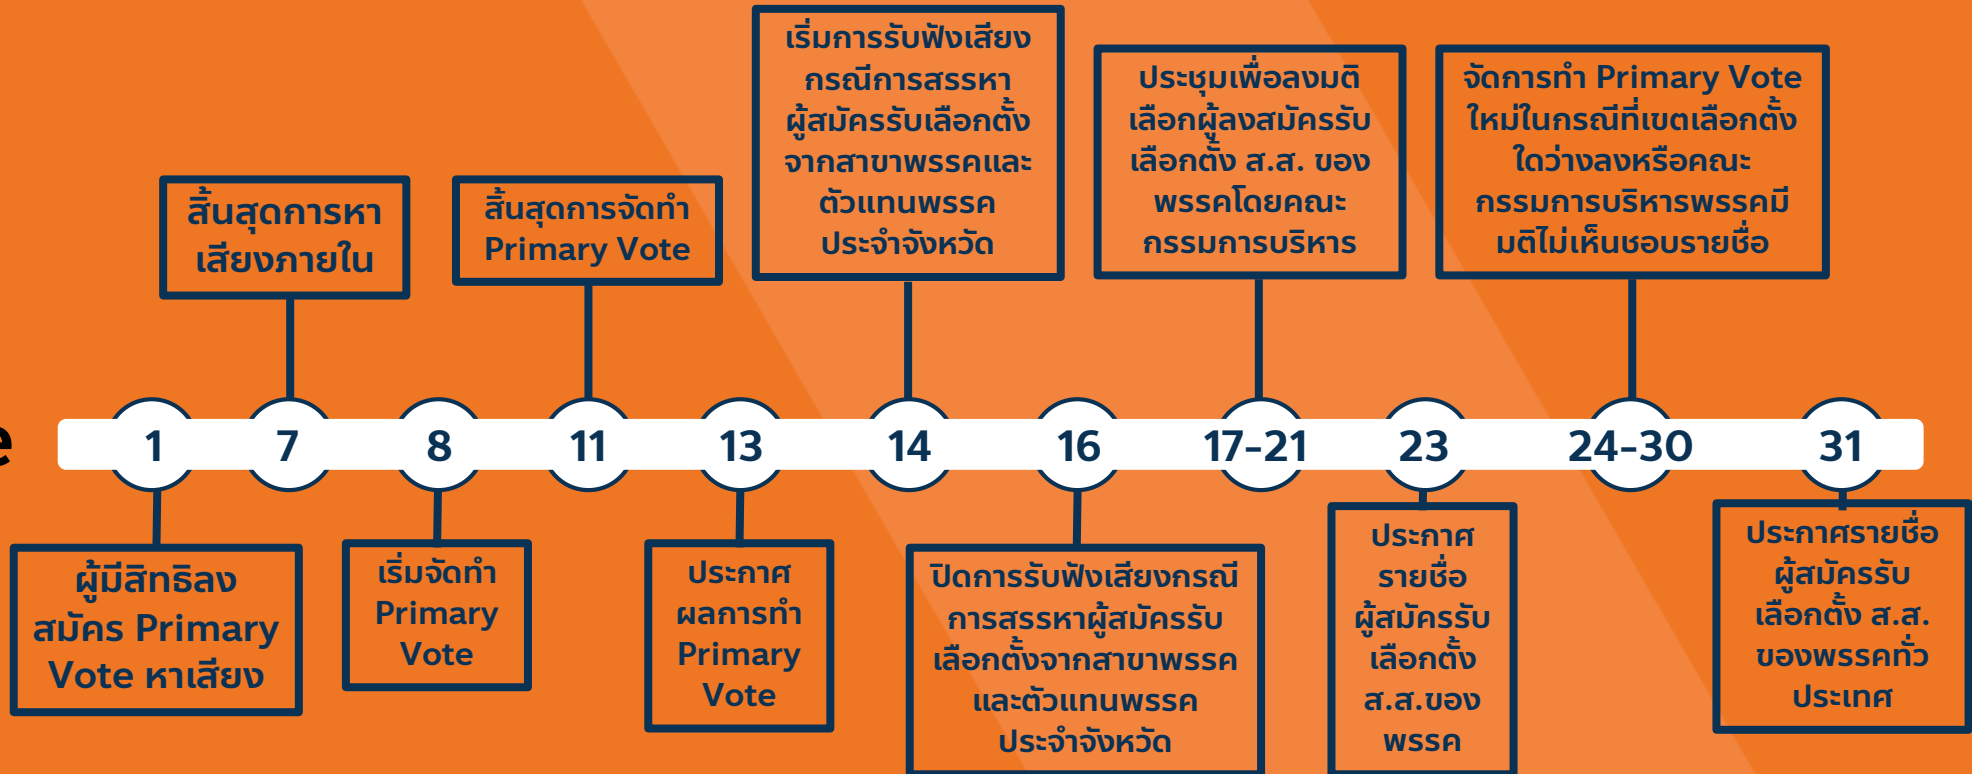 เริ่มการรับฟังเสียง
กรณีการสรรหา
ผู้สมัครรับเลือกตั้ง
จากสาขาพรรคและ
ตัวแทนพรรค
ประจำจังหวัด
ประชุมเพื่อลงมติ
เลือกผู้ลงสมัครรับ
เลือกตั้ง ส.ส. ของ
พรรคโดยคณะ
กรรมการบริหาร
จัดการทำ Primary Vote
ใหม่ในกรณีที่เขตเลือกตั้ง
ใดว่างลงหรือคณะ
กรรมการบริหารพรรคมี
มติไม่เห็นชอบรายชื่อ
สิ้นสุดการหา
เสียงภายใน
สิ้นสุดการจัดทำ
Primary Vote
e 1 7 8 11 13 14 16 17-21 23 24-30 31
ผู้มีสิทธิลง
สมัคร Primary
Vote หาเสียง
เริ่มจัดทำ
Primary
Vote
ประกาศ
ผลการทำ
Primary
Vote
ปิดการรับฟังเสียงกรณี
การสรรหาผู้สมัครรับ
เลือกตั้งจากสาขาพรรค
และตัวแทนพรรค
ประจำจังหวัด
ประกาศ
รายชื่อ
ผู้สมัครรับ
เลือกตั้ง
ส.ส.ของ
พรรค
ประกาศรายชื่อ
ผู้สมัครรับ
เลือกตั้ง ส.ส.
ของพรรคทั่ว
ประเทศ